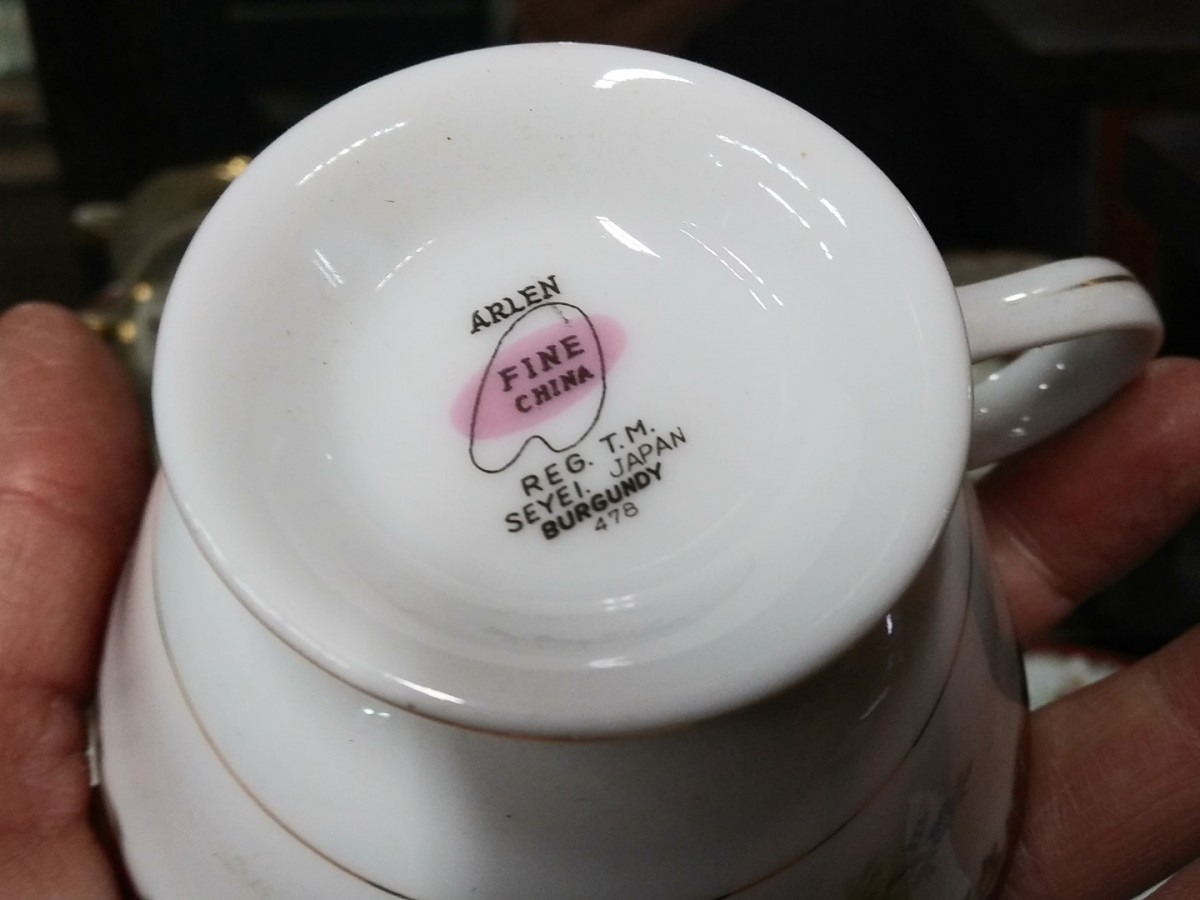 ARLEN
FINE
CHINA
REG. T.M.
SEYEI. JAPAN
BURGUNDY
478